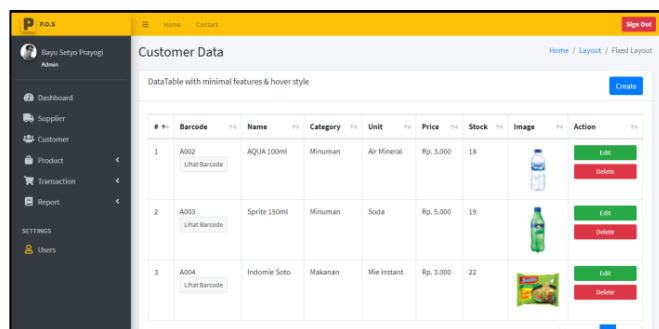 P P.O.S
Home Contact
Sign Out
Bayu Setyo Prayogi
Admin
Dashboard
Supplier
Customer
Product
Transaction
Report
SETTINGS
Users
Customer Data
Home / Layout / Fixed Layout
DataTable with minimal features & hover style
Create
# Barcode Name Category Unit Price Stock Image Action
1 A002 AQUA 100ml Minuman Air Mineral Rp. 3.000 18 Edit
Lihat Barcode Delete
2 A003 Sprite 150ml Minuman Soda Rp. 5.000 19 Edit
Lihat Barcode Delete
3 A004 Indomie Soto Makanan Mie Instant Rp. 3.000 22 Edit
Lihat Barcode Delete